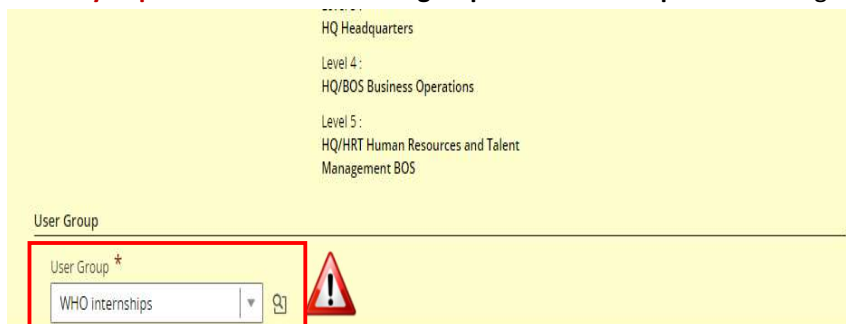 HQ Headquarters
Level 4 :
HQ/BOS Business Operations
Level 5 :
HQ/HRT Human Resources and Talent
Management BOS
User Group
User Group *
WHO internships